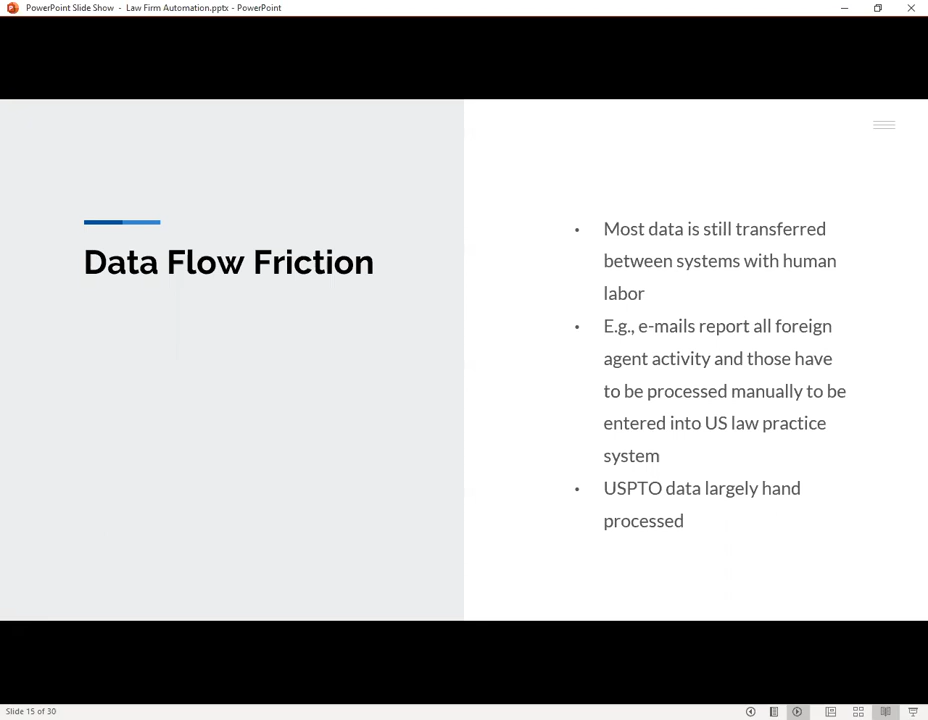 PowerPoint Slide Show - Law Firm Automation.pptx - PowerPoint
Data Flow Friction
• Most data is still transferred
between systems with human
labor
• E.g., e-mails report all foreign
agent activity and those have
to be processed manually to be
entered into US law practice
system
• USPTO data largely hand
processed
Slide 15 of 30